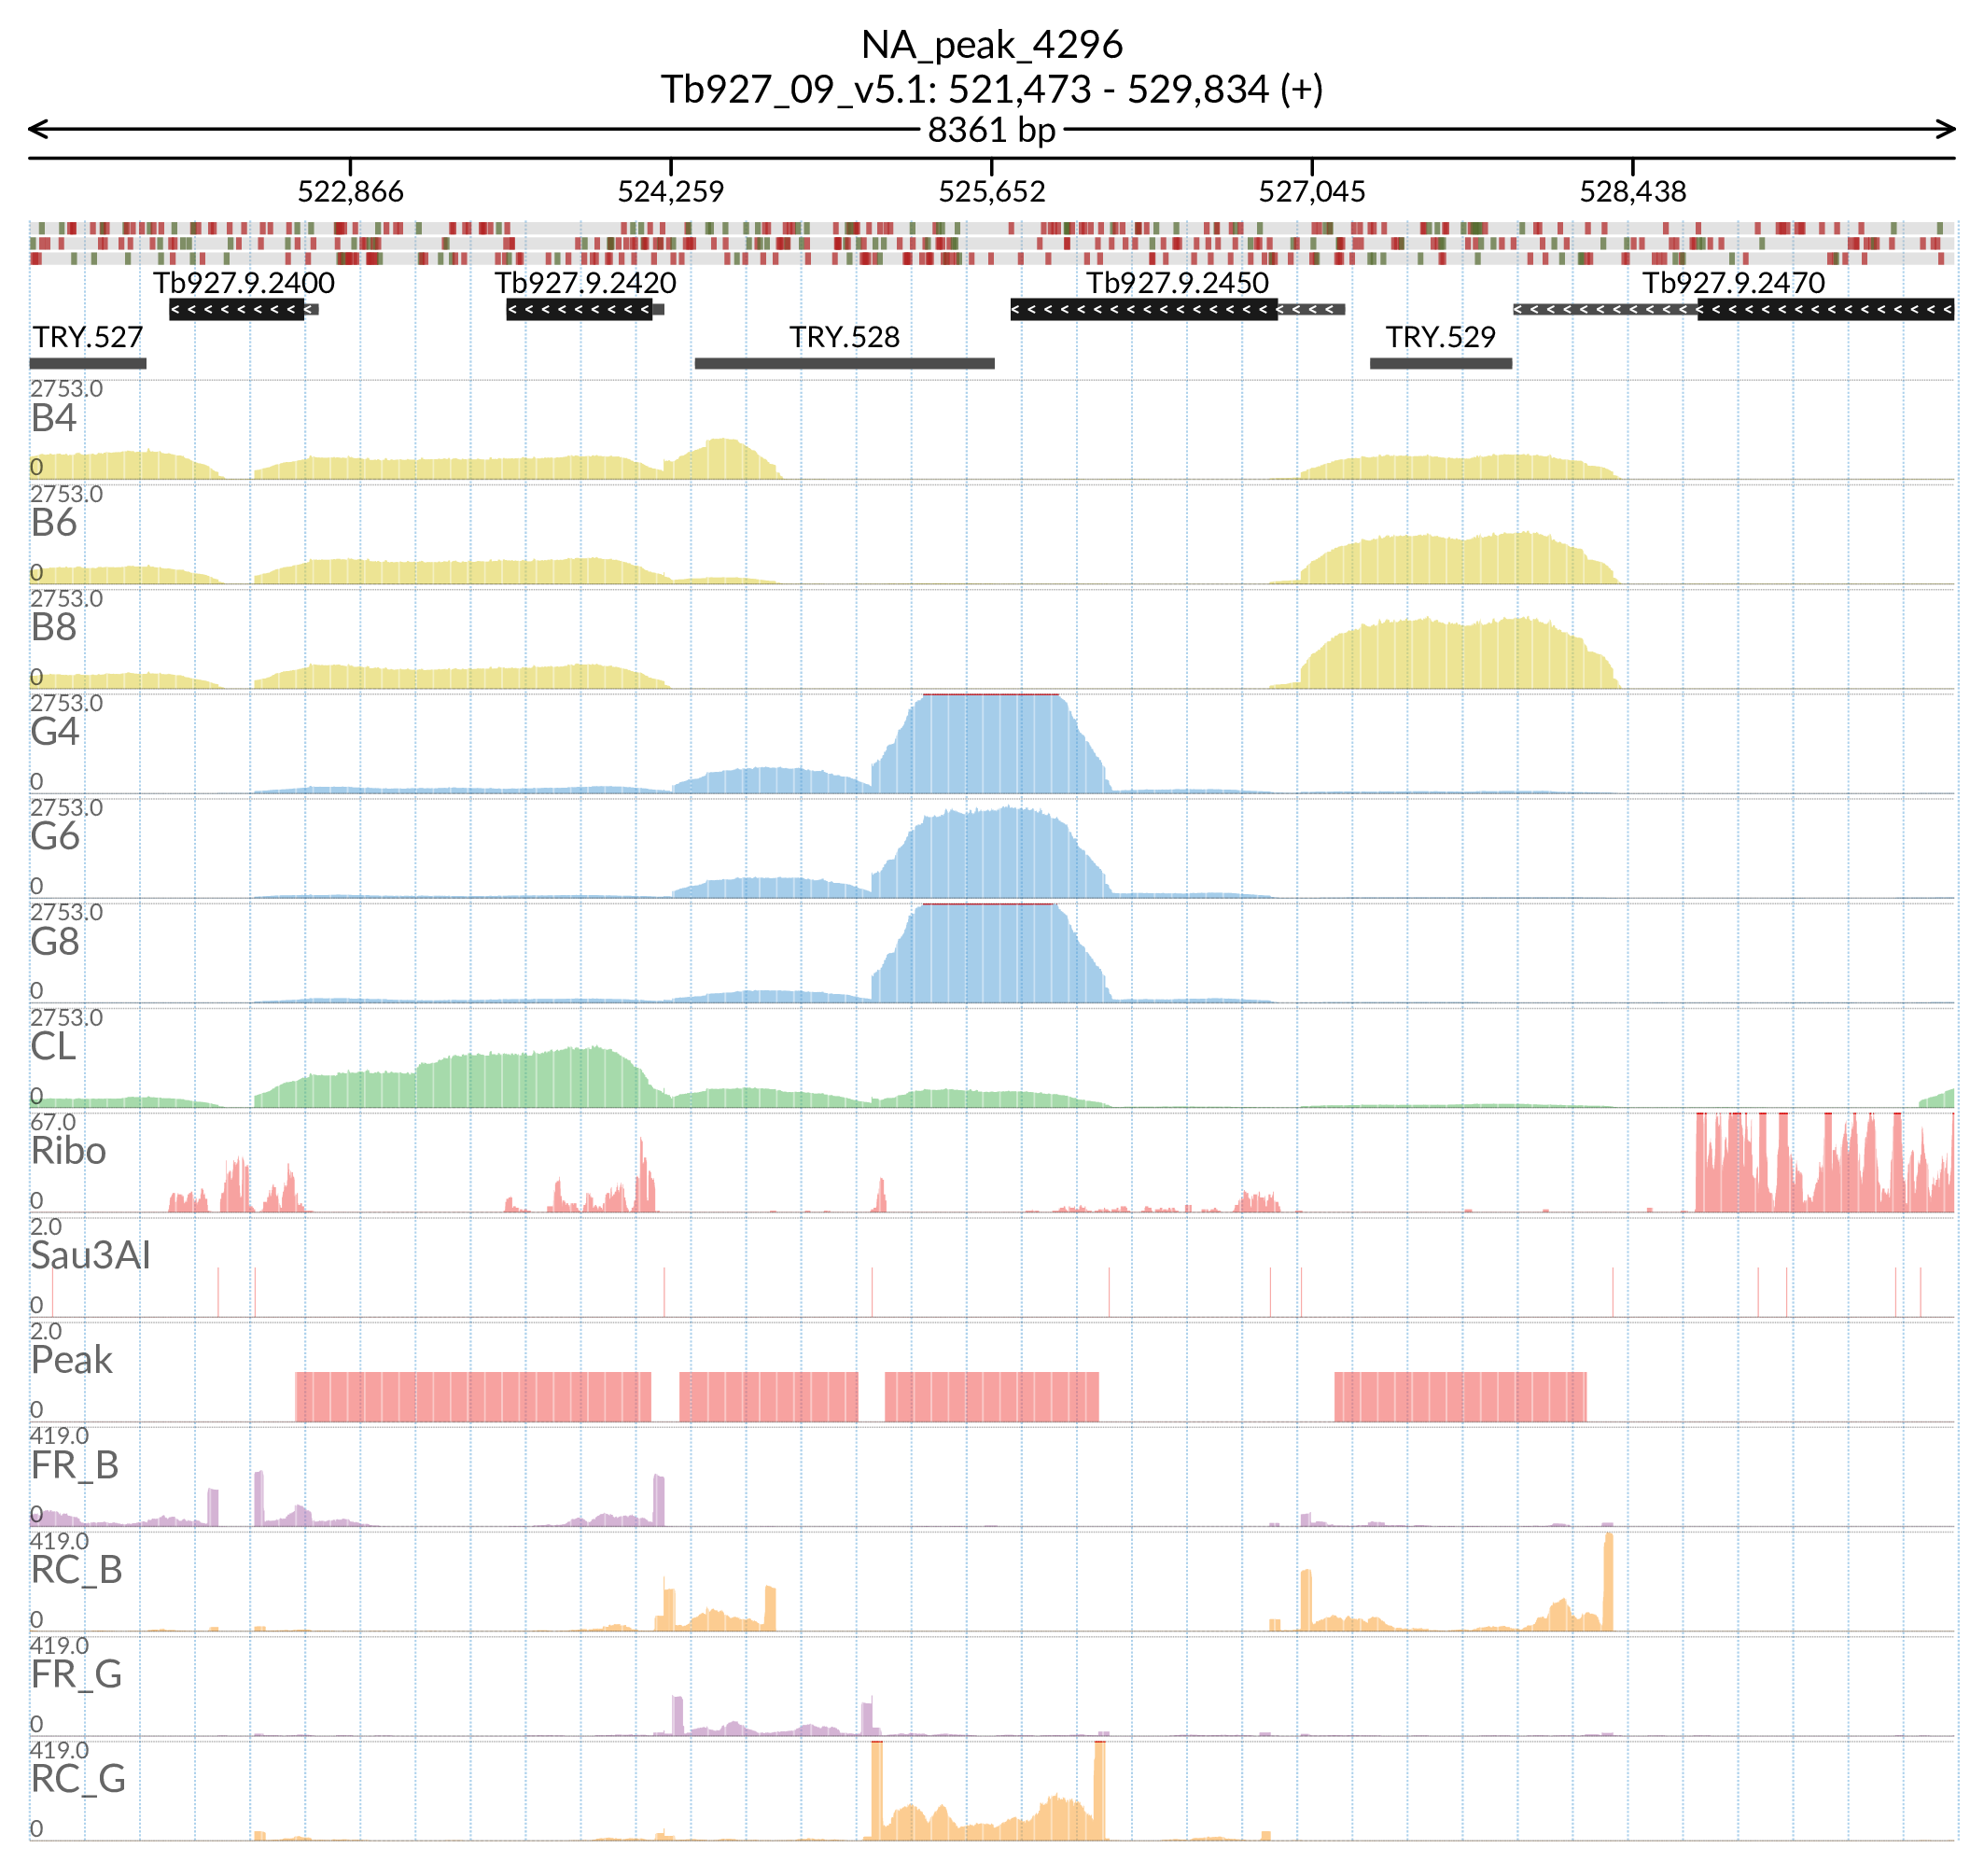 NA_peak_4296
Tb927_09_v5.1: 521,473 - 529,834 (+)
8361 bp
522,866 524,259 525,652 527,045 528,438
Tb927.9.2400 Tb927.9.2420 Tb927.9.2450 Tb927.9.2470
TRY.527 TRY.528 TRY.529
2753.0
B4
0
2753.0
B6
0
2753.0
B8
0
2753.0
G4
0
2753.0
G6
0
2753.0
G8
0
2753.0
CL
0
67.0
Ribo
0
2.0
Sau3AI
0
2.0
Peak
0
419.0
FR_B
0
419.0
RC_B
0
419.0
FR_G
0
419.0
RC_G
0